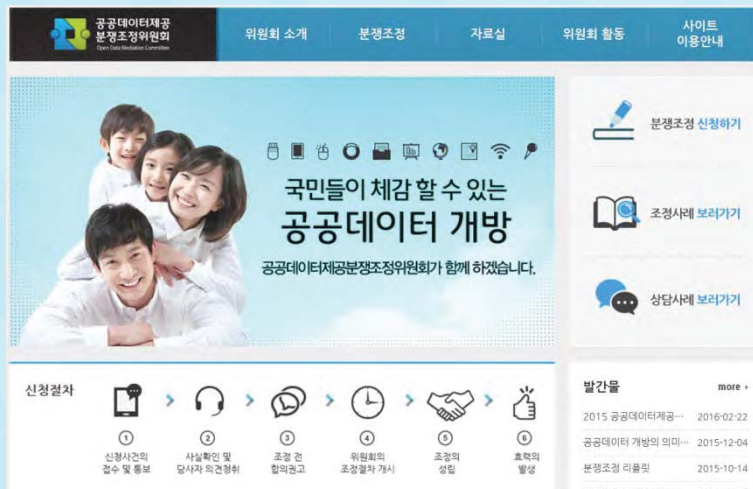 공공데이터제공
분쟁조정위원회
Open Data Mediation Committee
위원회 소개
분쟁조정
자료실
위원회 활동
사이트
이용안내
국민들이 체감 할 수 있는
공공데이터 개방
공공데이터제공분쟁조정위원회가 함께 하겠습니다.
분쟁조정 신청하기
조정사례 보러가기
상담사례 보러가기
신청절차
1
신청사건의
접수 및 통보
2
사실확인 및
당사자 의견청취
3
조정 전
합의권고
4
위원회의
조정절차 개시
5
조정의
성립
6
효력의
발생
발간물 more
2015 공공데이터제공… 2016-02-22
공공데이터 개방의 의미… 2015-12-04
분쟁조정 리플릿 2015-10-14